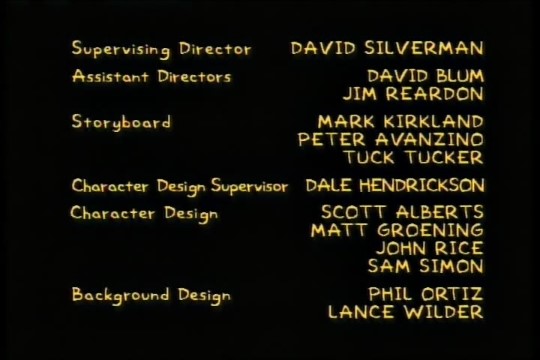 Supervising Director DAVID SILVERMAN
Assistant Directors DAVID BLUM
JIM REARDON
Storyboard MARK KIRKLAND
PETER AVANZINO
TUCK TUCKER
Character Design Supervisor DALE HENDRICKSON
Character Design SCOTT ALBERTS
MATT GROENING
JOHN RICE
SAM SIMON
Background Design PHIL ORTIZ
LANCE WILDER